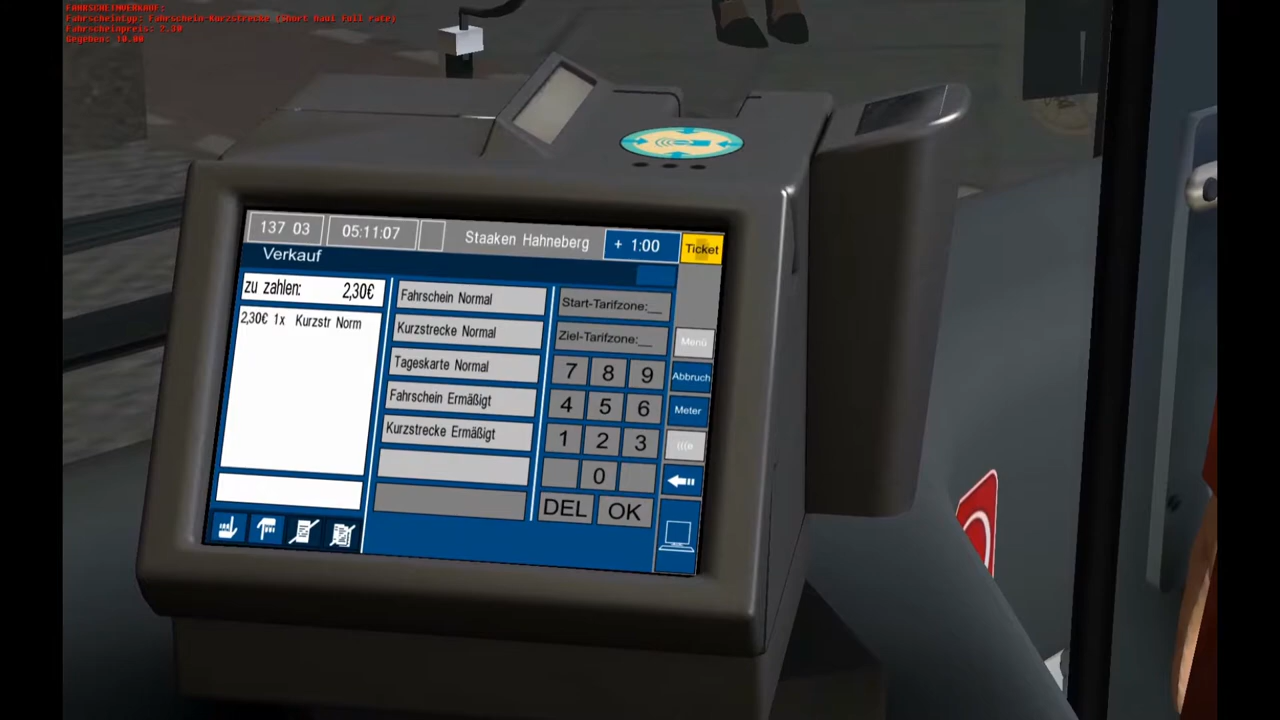 FAHRSCHEINVERKAUF:
Fahrscheintyp: Fahrschein-Kurzstrecke (Short haul full rate)
Fahrscheinpreis: 2.30
Gegeben: 10.00
137 03
05:11:07
Staaken Hahneberg
+ 1:00
Ticket
Verkauf
zu zahlen: 2,30€
2,30€ 1x Kurzstr Norm
Fahrschein Normal
Kurzstrecke Normal
Tageskarte Normal
Fahrschein Ermäßigt
Kurzstrecke Ermäßigt
Start-Tarifzone:__
Ziel-Tarifzone:__
7 8 9
4 5 6
1 2 3
0
DEL OK
Menü
Abbruch
Meter